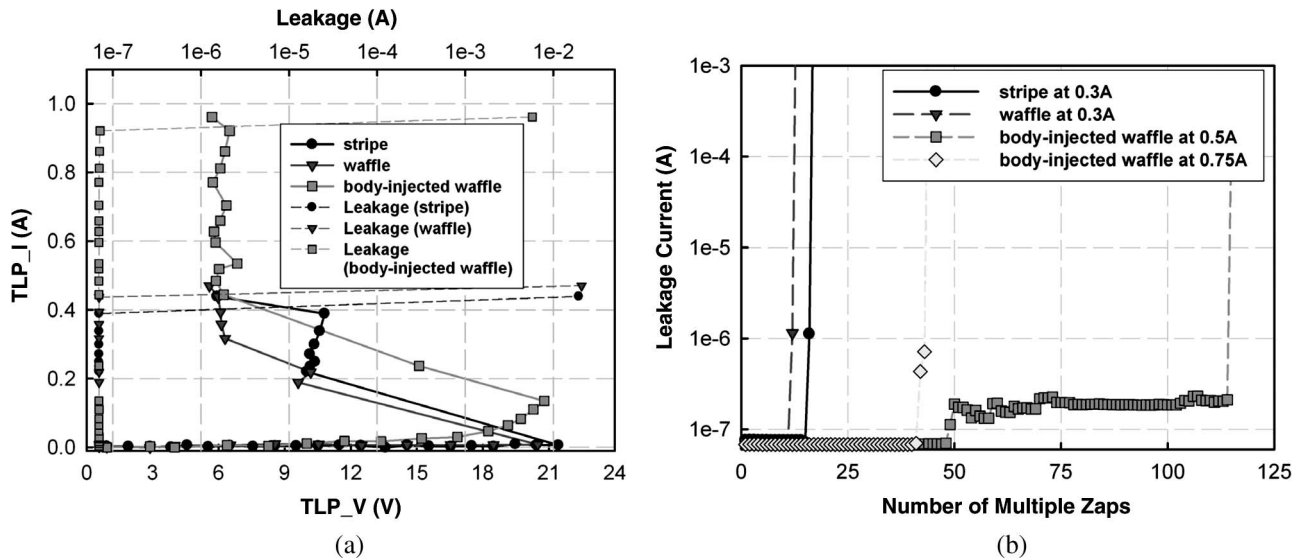 Leakage (A)
1e-7 1e-6 1e-5 1e-4 1e-3 1e-2
TLP_I (A)
1.0
0.8
0.6
0.4
0.2
0.0
stripe
waffle
body-injected waffle
Leakage (stripe)
Leakage (waffle)
Leakage
(body-injected waffle)
0 3 6 9 12 15 18 21 24
TLP_V (V)
(a)
Leakage Current (A)
1e-3
1e-4
1e-5
1e-6
1e-7
stripe at 0.3A
waffle at 0.3A
body-injected waffle at 0.5A
body-injected waffle at 0.75A
0 25 50 75 100 125
Number of Multiple Zaps
(b)